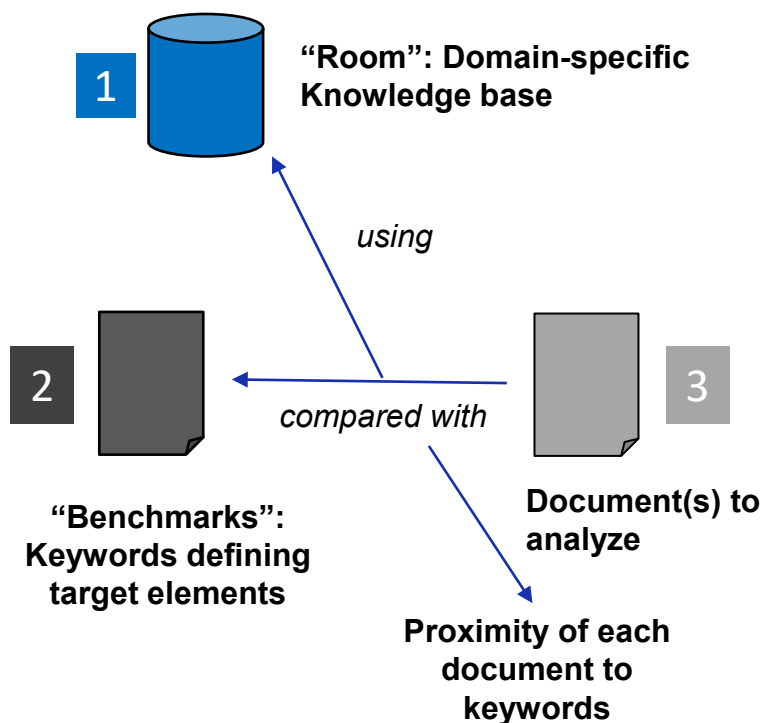 1
“Room”: Domain-specific
Knowledge base
using
2
3
compared with
“Benchmarks”:
Keywords defining
target elements
Document(s) to
analyze
Proximity of each
document to
keywords